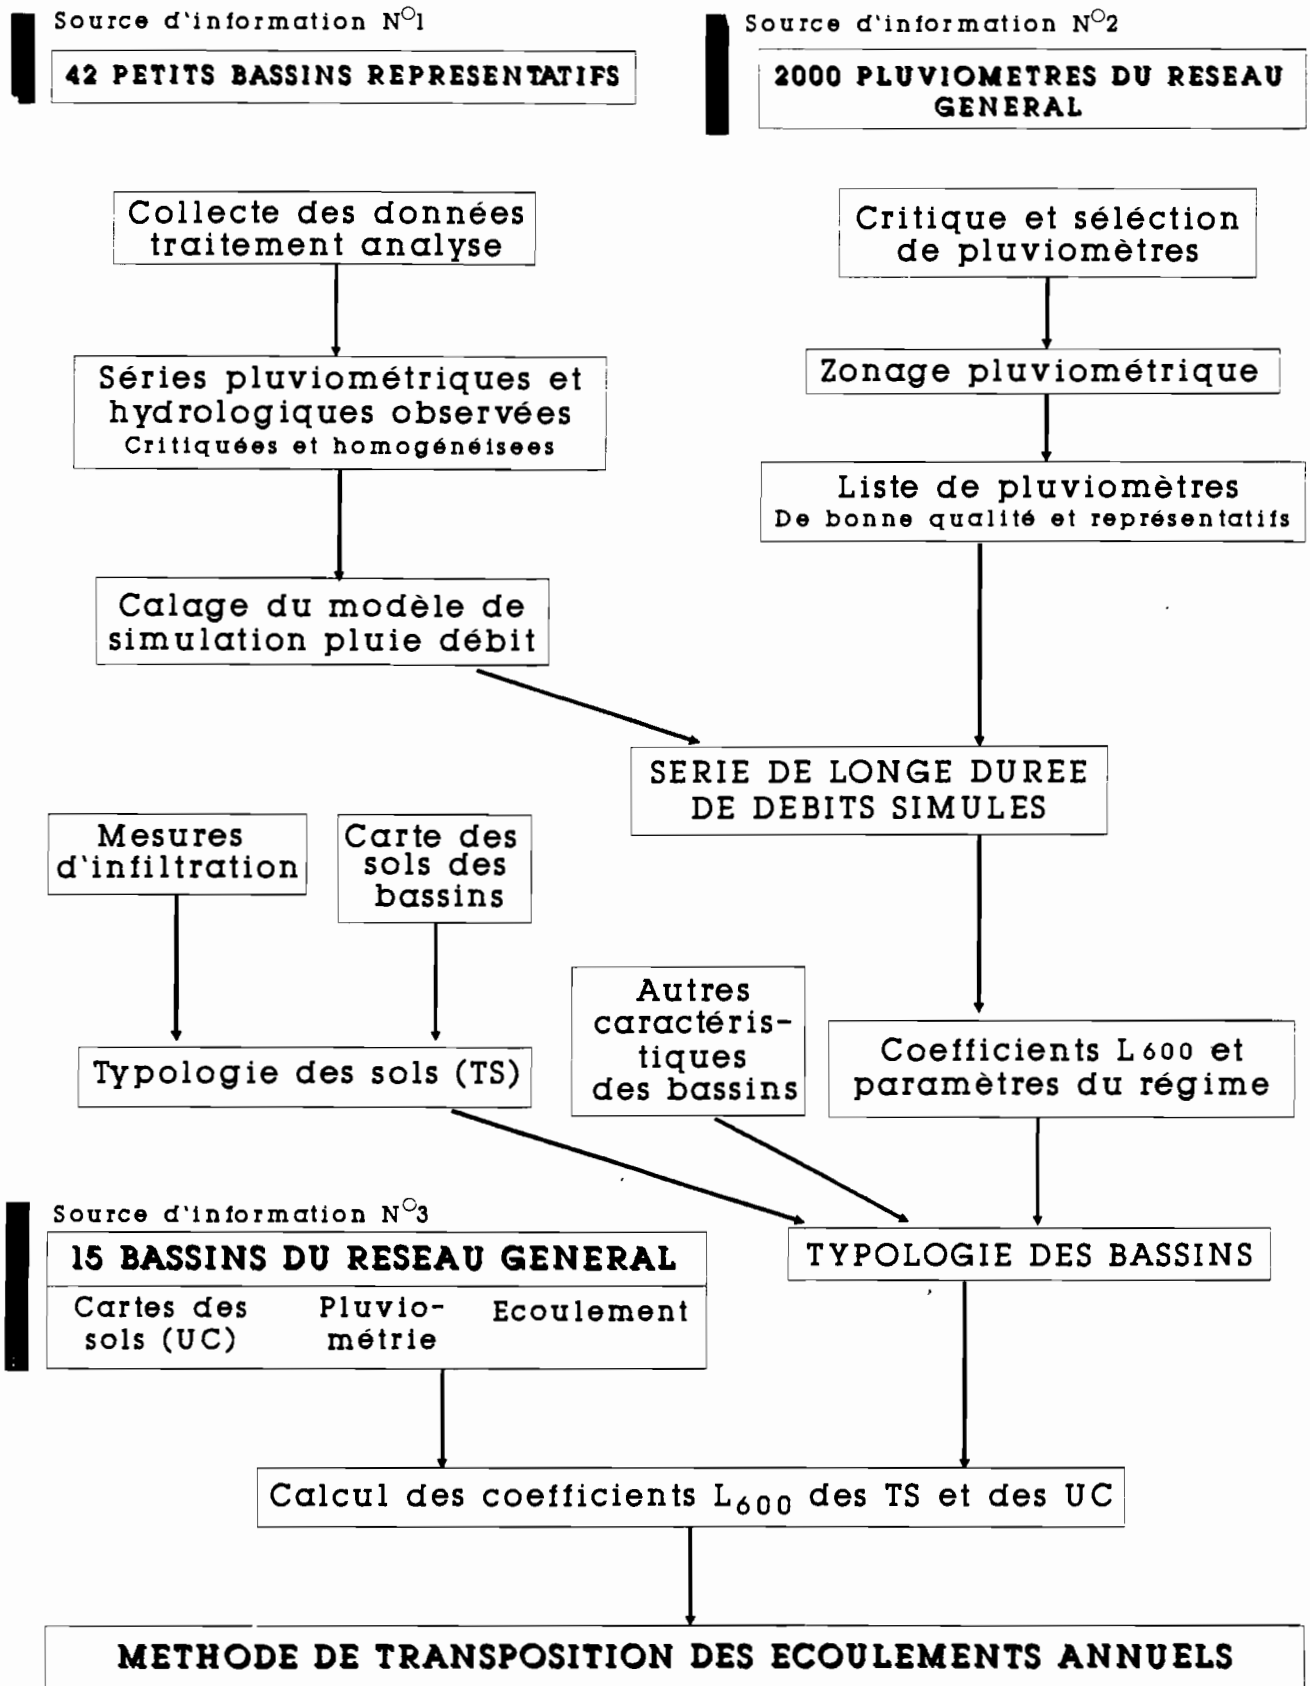 Source d'information N°1
42 PETITS BASSINS REPRESENTATIFS
Source d'information N°2
2000 PLUVIOMETRES DU RESEAU
GENERAL
Collecte des données
traitement analyse
Critique et séléction
de pluviomètres
Séries pluviométriques et
hydrologiques observées
Critiquées et homogénéisees
Zonage pluviométrique
Liste de pluviomètres
De bonne qualité et représentatifs
Calage du modèle de
simulation pluie débit
SERIE DE LONGE DUREE
DE DEBITS SIMULES
Mesures
d'infiltration
Carte des
sols des
bassins
Typologie des sols (TS)
Autres
caractéris-
tiques
des bassins
Coefficients L 600 et
paramètres du régime
Source d'information N°3
15 BASSINS DU RESEAU GENERAL
Cartes des
sols (UC)
Pluvio-
métrie
Ecoulement
TYPOLOGIE DES BASSINS
Calcul des coefficients L600 des TS et des UC
METHODE DE TRANSPOSITION DES ECOULEMENTS ANNUELS